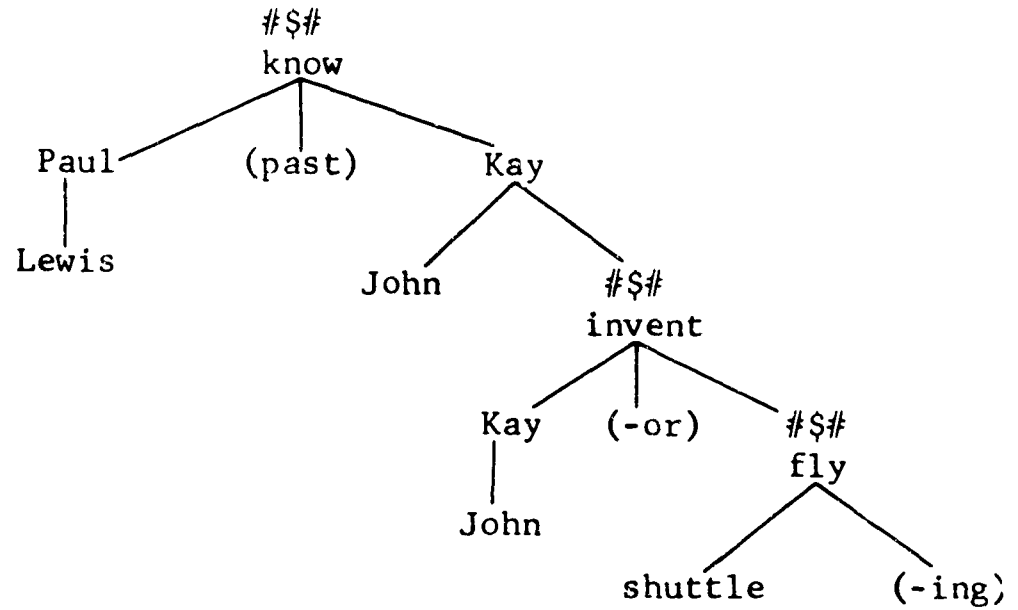 #$#
know
Paul (past) Kay
Lewis John #$#
invent
Kay (-or) #$#
fly
John
shuttle (-ing)